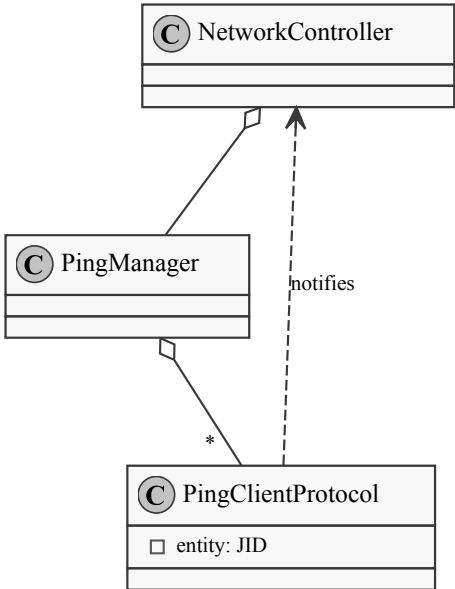 C NetworkController
C PingManager
notifies
*
C PingClientProtocol
entity: JID